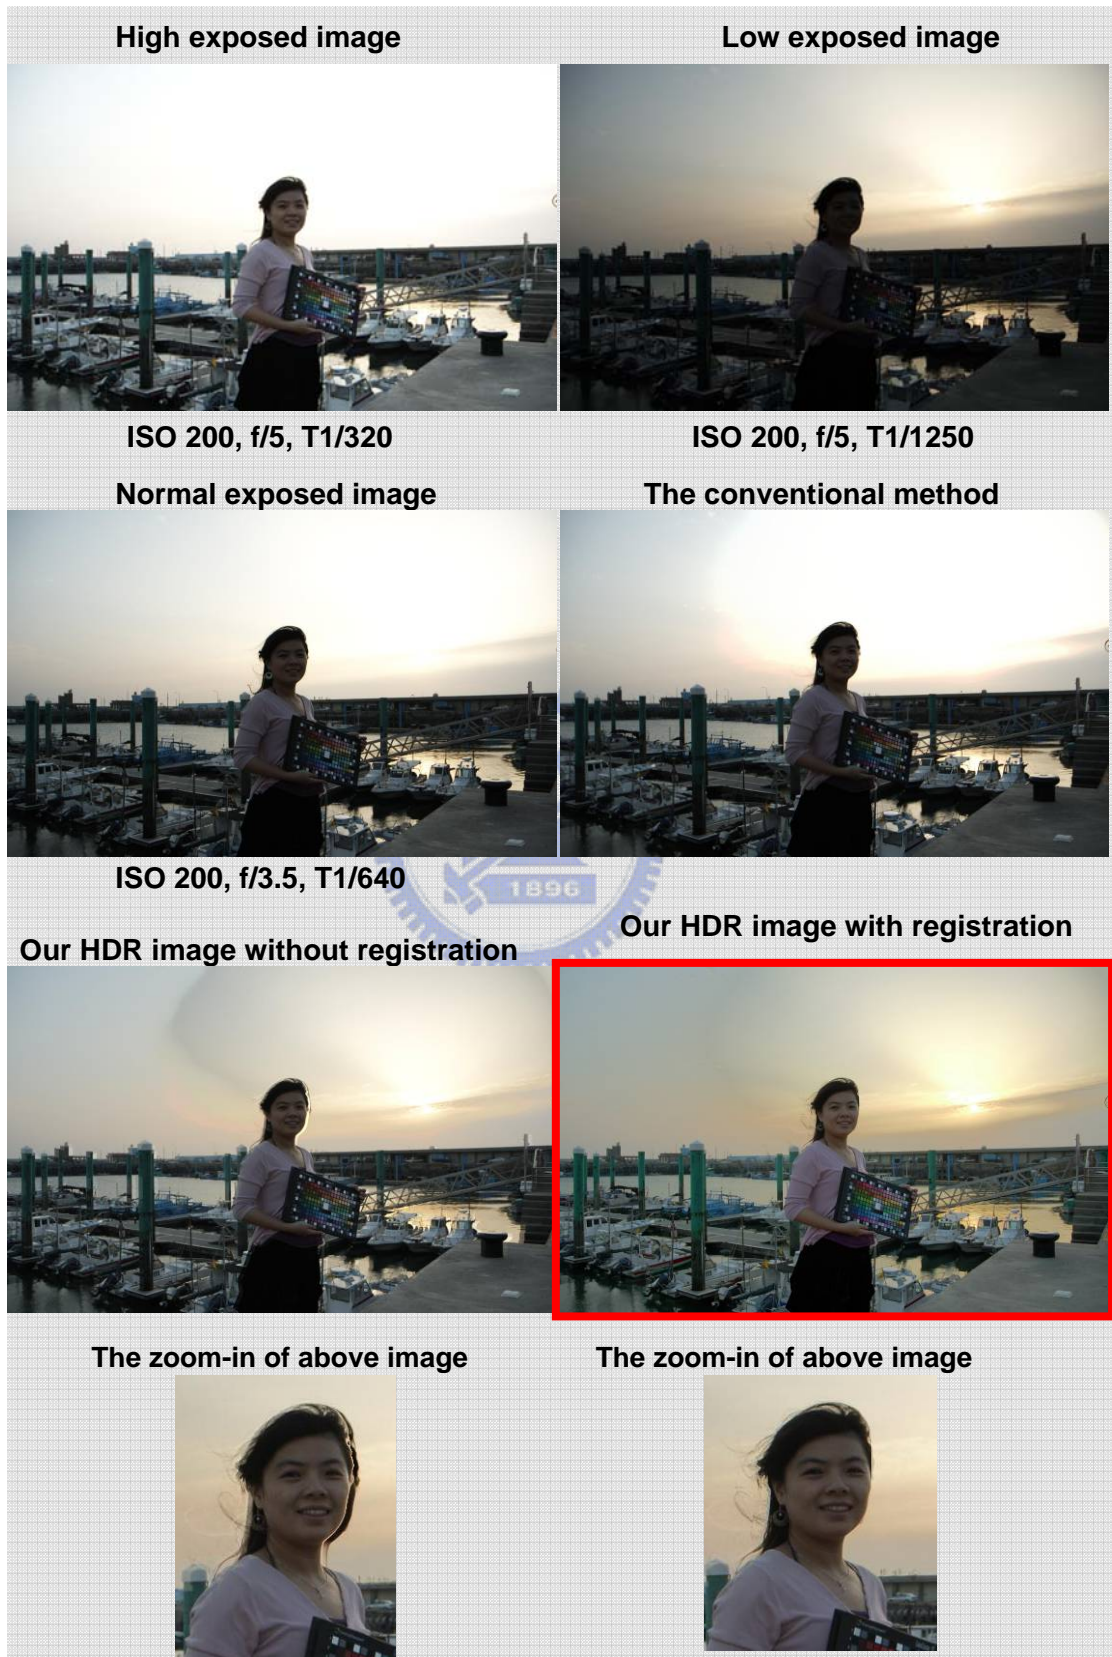 High exposed image
Low exposed image
ISO 200, f/5, T1/320
ISO 200, f/5, T1/1250
Normal exposed image
The conventional method
ISO 200, f/3.5, T1/640
1896
Our HDR image without registration
Our HDR image with registration
The zoom-in of above image
The zoom-in of above image